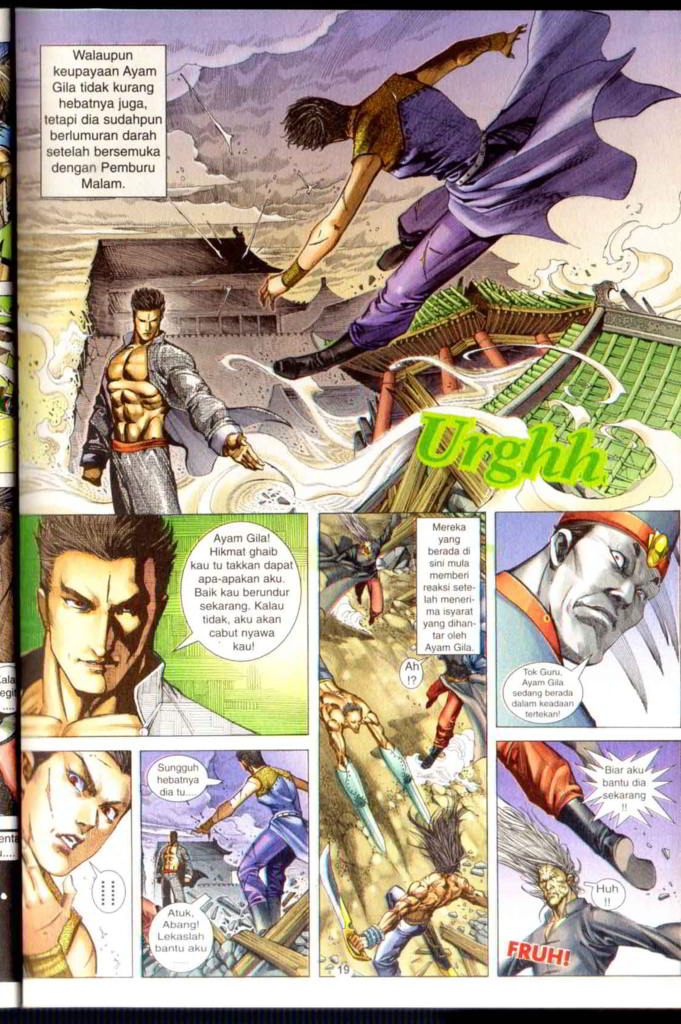 Walaupun
keupayaan Ayam
Gila tidak kurang
hebatnya juga,
tetapi dia sudahpun
berlumuran darah
setelah bersemuka
dengan Pemburu
Malam.
Urghh
Ayam Gila!
Hikmat ghaib
kau tu takkan dapat
apa-apakan aku.
Baik kau berundur
sekarang. Kalau
tidak, aku akan
cabut nyawa
kau!
Mereka
yang
berada di
sini mula
memberi
reaksi sete-
lah meneri-
ma isyarat
yang dihan-
tar oleh
Ayam Gila.
Ah
!?
Tok Guru,
Ayam Gila
sedang berada
dalam keadaan
tertekan!
Sungguh
hebatnya
dia tu....
Atuk,
Abang!
Lekaslah
bantu aku
Biar aku
bantu dia
sekarang
!!
Huh
!!
FRUH!
19